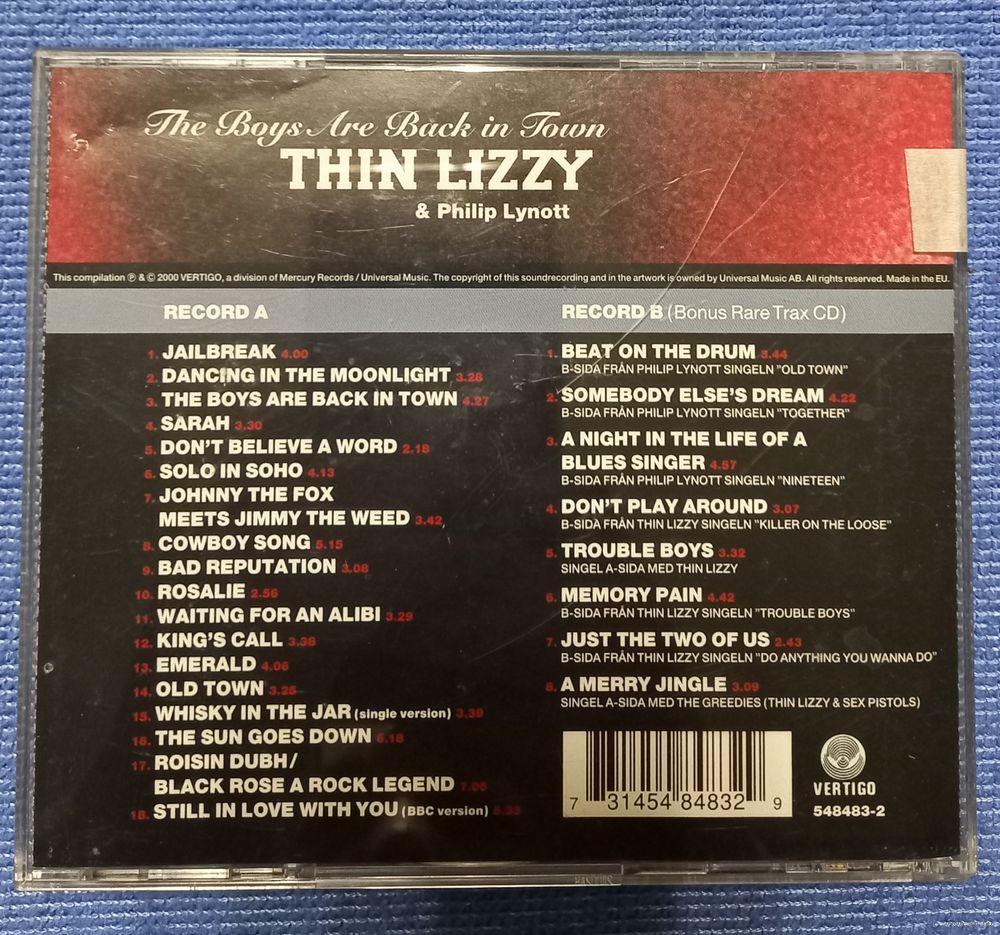 The Boys Are Back in Town
THIN LIZZY
& Philip Lynott
This compilation ℗ & © 2000 VERTIGO, a division of Mercury Records / Universal Music. The copyright of this soundrecording and in the artwork is owned by Universal Music AB. All rights reserved. Made in the EU.
RECORD A
1. JAILBREAK 4.00
2. DANCING IN THE MOONLIGHT 3.28
3. THE BOYS ARE BACK IN TOWN 4.27
4. SARAH 3.30
5. DON'T BELIEVE A WORD 2.18
6. SOLO IN SOHO 4.13
7. JOHNNY THE FOX
MEETS JIMMY THE WEED 3.42
8. COWBOY SONG 5.15
9. BAD REPUTATION 3.08
10. ROSALIE 2.56
11. WAITING FOR AN ALIBI 3.29
12. KING'S CALL 3.38
13. EMERALD 4.06
14. OLD TOWN 3.25
15. WHISKY IN THE JAR (single version) 3.39
16. THE SUN GOES DOWN 6.18
17. ROISIN DUBH/
BLACK ROSE A ROCK LEGEND 7.06
18. STILL IN LOVE WITH YOU (BBC version) 5.33
RECORD B (Bonus Rare Trax CD)
1. BEAT ON THE DRUM 3.44
B-SIDA FRÅN PHILIP LYNOTT SINGELN "OLD TOWN"
2. SOMEBODY ELSE'S DREAM 4.22
B-SIDA FRÅN PHILIP LYNOTT SINGELN "TOGETHER"
3. A NIGHT IN THE LIFE OF A
BLUES SINGER 4.57
B-SIDA FRÅN PHILIP LYNOTT SINGELN "NINETEEN"
4. DON'T PLAY AROUND 3.07
B-SIDA FRÅN THIN LIZZY SINGELN "KILLER ON THE LOOSE"
5. TROUBLE BOYS 3.32
SINGEL A-SIDA MED THIN LIZZY
6. MEMORY PAIN 4.42
B-SIDA FRÅN THIN LIZZY SINGELN "TROUBLE BOYS"
7. JUST THE TWO OF US 2.43
B-SIDA FRÅN THIN LIZZY SINGELN "DO ANYTHING YOU WANNA DO"
8. A MERRY JINGLE 3.09
SINGEL A-SIDA MED THE GREEDIES (THIN LIZZY & SEX PISTOLS)
7 31454 84832 9
VERTIGO
548483-2